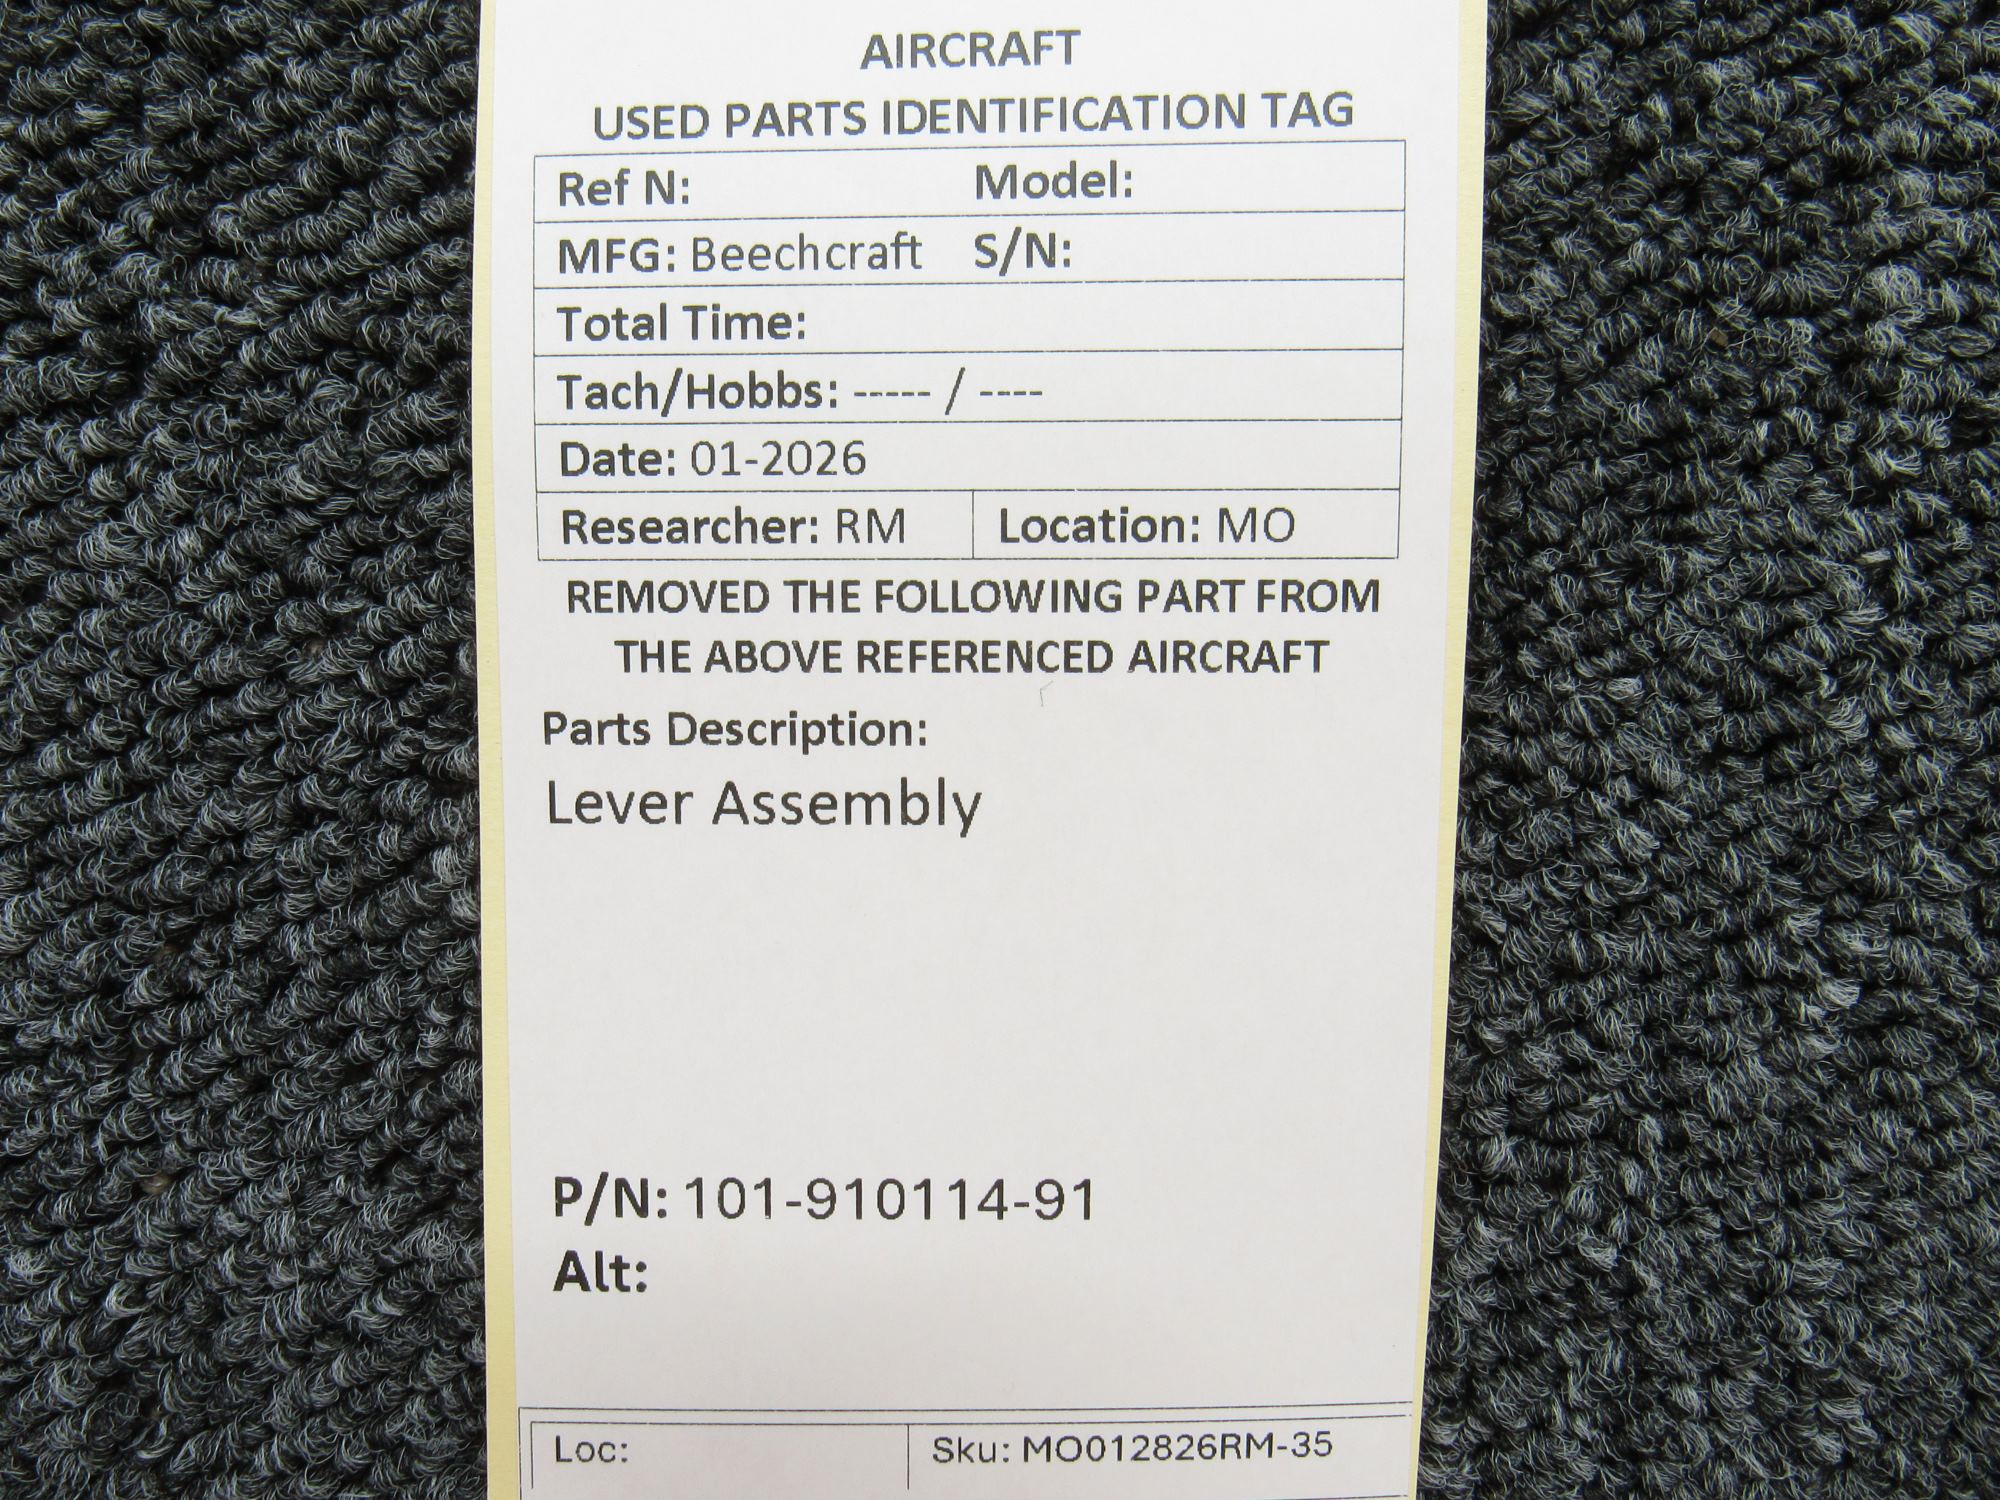 AIRCRAFT
USED PARTS IDENTIFICATION TAG
Ref N: Model:
MFG: Beechcraft S/N:
Total Time:
Tach/Hobbs: ----- / ----
Date: 01-2026
Researcher: RM Location: MO
REMOVED THE FOLLOWING PART FROM
THE ABOVE REFERENCED AIRCRAFT
Parts Description:
Lever Assembly
P/N: 101-910114-91
Alt:
Loc: Sku: MO012826RM-35